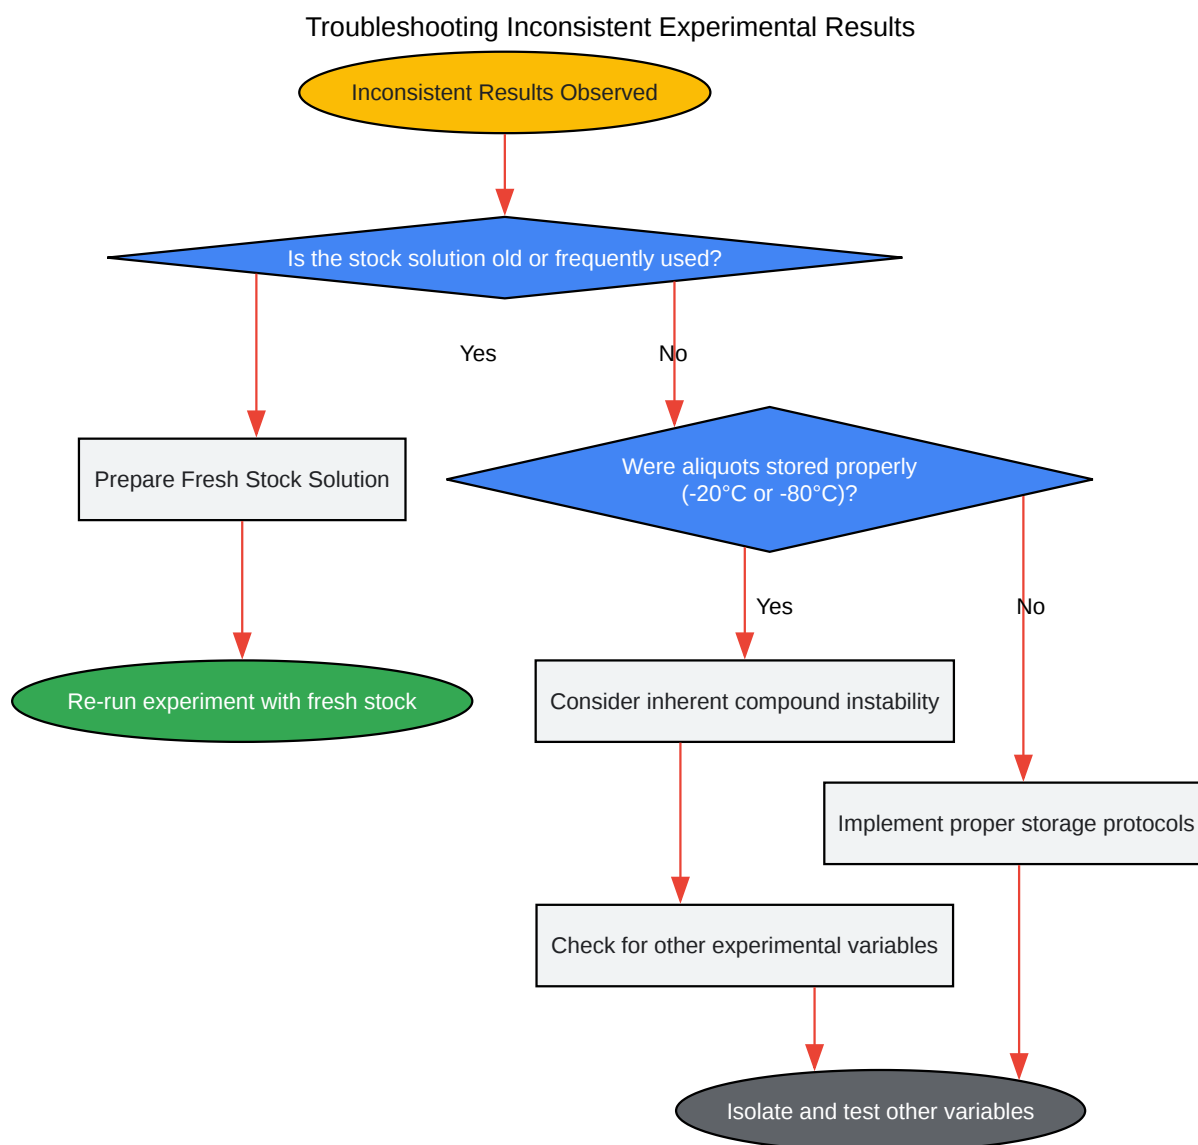 Troubleshooting Inconsistent Experimental Results
Inconsistent Results Observed
Is the stock solution old or frequently used?
Yes
No
Prepare Fresh Stock Solution
Were aliquots stored properly
(-20°C or -80°C)?
Yes
No
Re-run experiment with fresh stock
Consider inherent compound instability
Implement proper storage protocols
Check for other experimental variables
Isolate and test other variables